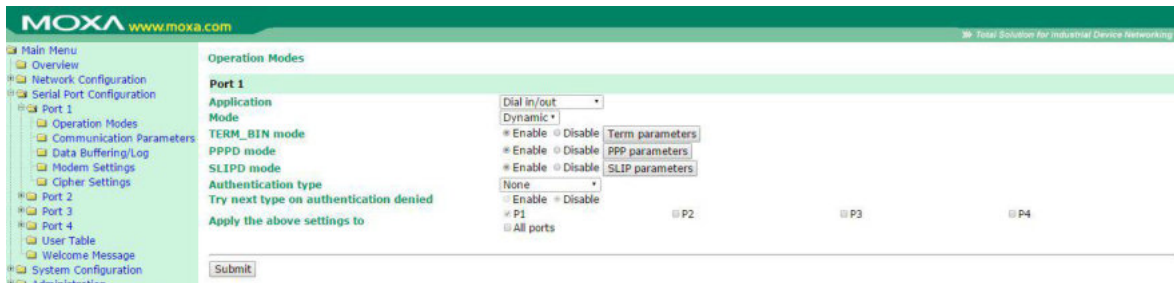 MOXA www.moxa.com
Total Solution for Industrial Device Networking
Main Menu
Overview
Network Configuration
Serial Port Configuration
Port 1
Operation Modes
Communication Parameters
Data Buffering/Log
Modem Settings
Cipher Settings
Port 2
Port 3
Port 4
User Table
Welcome Message
System Configuration
Administration
Operation Modes
Port 1
Application Dial in/out
Mode Dynamic
TERM_BIN mode Enable Disable Term parameters
PPPD mode Enable Disable PPP parameters
SLIPD mode Enable Disable SLIP parameters
Authentication type None
Try next type on authentication denied Enable Disable
Apply the above settings to P1 P2 P3 P4
All ports
Submit